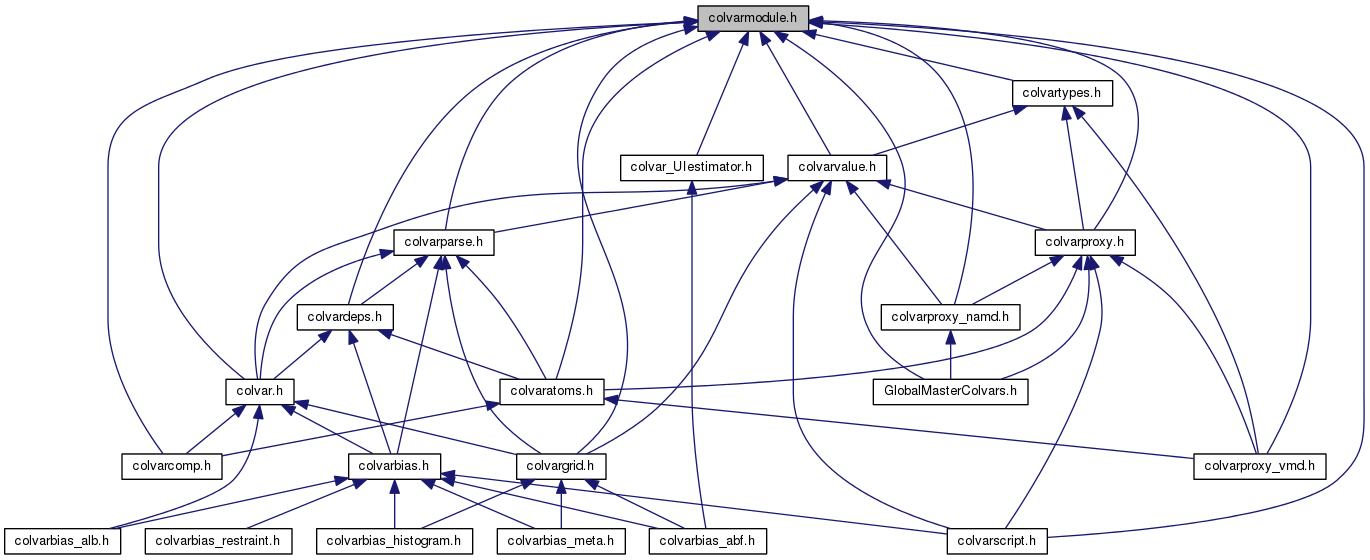 colvarmodule.h
colvartypes.h
colvar_UIestimator.h
colvarvalue.h
colvarparse.h
colvarproxy.h
colvardeps.h
colvarproxy_namd.h
colvar.h
colvaratoms.h
GlobalMasterColvars.h
colvarcomp.h
colvarbias.h
colvargrid.h
colvarproxy_vmd.h
colvarbias_alb.h
colvarbias_restraint.h
colvarbias_histogram.h
colvarbias_meta.h
colvarbias_abf.h
colvarscript.h